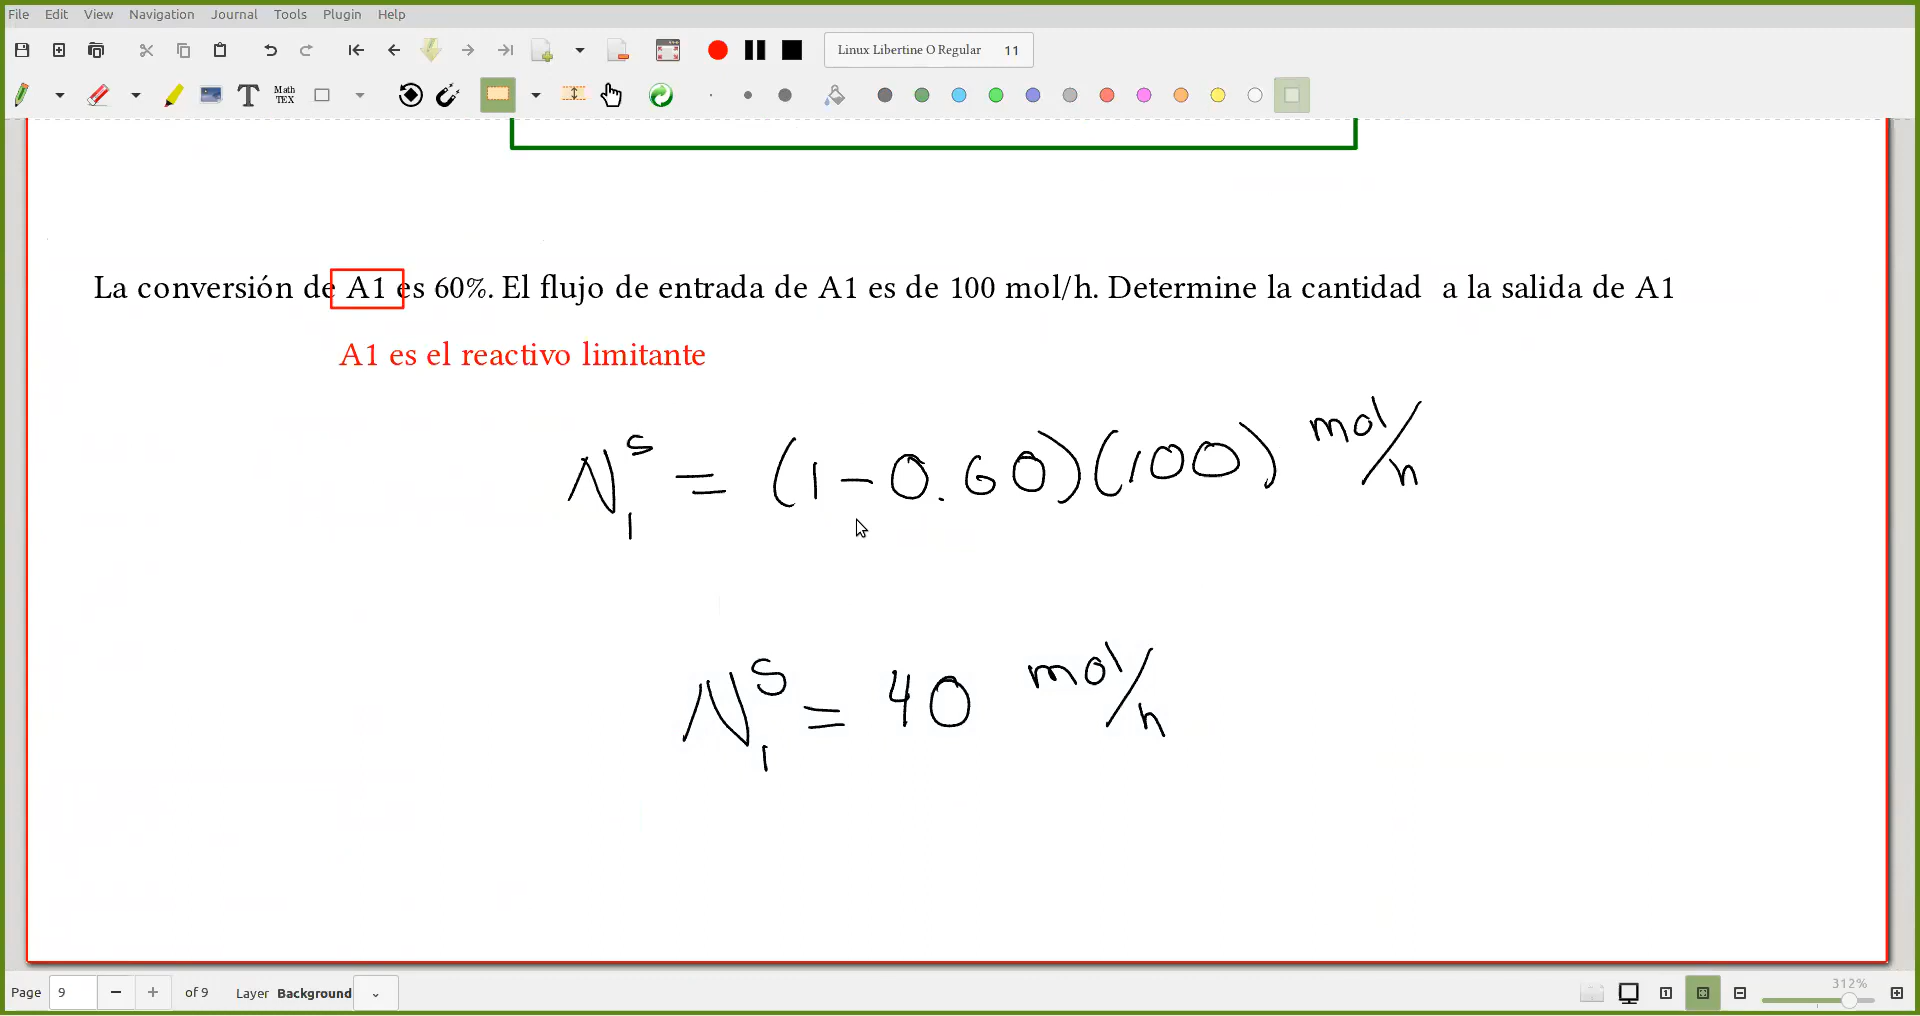 File Edit View Navigation Journal Tools Plugin Help
Linux Libertine O Regular 11
T Math TEX
La conversión de A1 es 60%. El flujo de entrada de A1 es de 100 mol/h. Determine la cantidad a la salida de A1
A1 es el reactivo limitante
N₁ˢ = (1-0.60)(100) mol/h
N₁ˢ = 40 mol/h
312%
Page 9 of 9 Layer Background